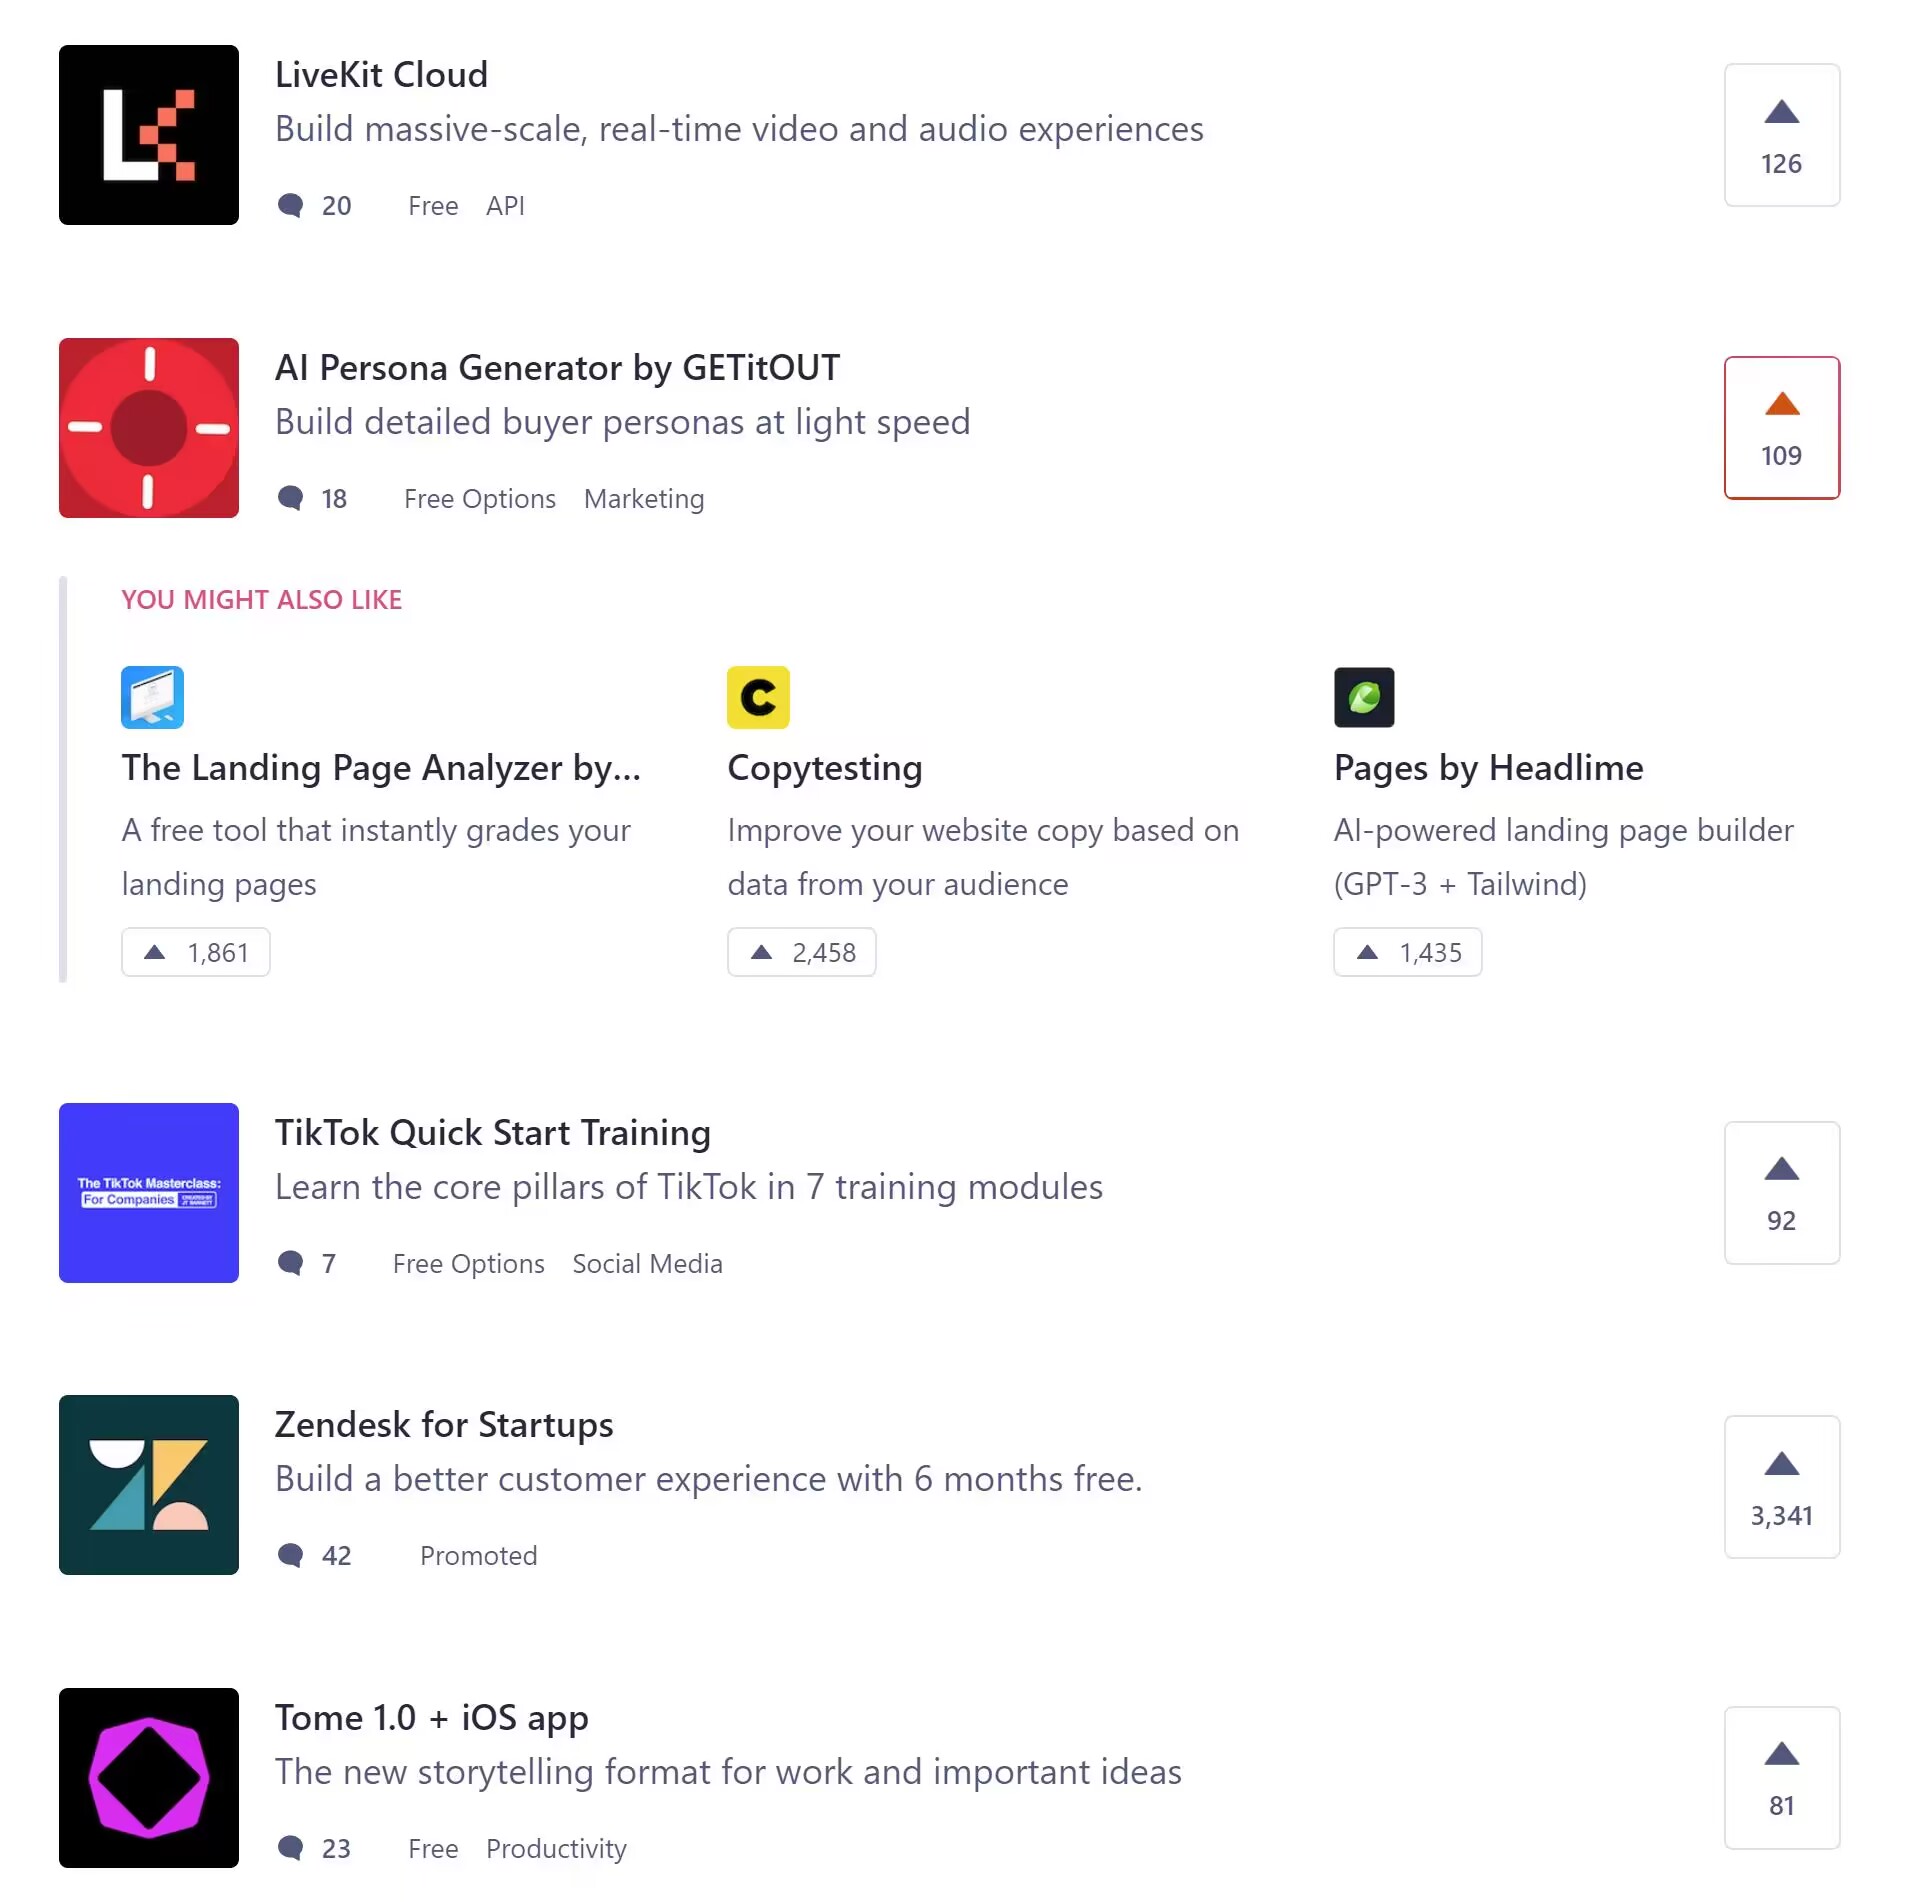 LiveKit Cloud
Build massive-scale, real-time video and audio experiences
20 Free API
126
AI Persona Generator by GETitOUT
Build detailed buyer personas at light speed
18 Free Options Marketing
109
YOU MIGHT ALSO LIKE
The Landing Page Analyzer by...
A free tool that instantly grades your
landing pages
1,861
Copytesting
Improve your website copy based on
data from your audience
2,458
Pages by Headlime
AI-powered landing page builder
(GPT-3 + Tailwind)
1,435
The TikTok Masterclass:
For Companies CREATED BY
JT BARNETT
TikTok Quick Start Training
Learn the core pillars of TikTok in 7 training modules
7 Free Options Social Media
92
Zendesk for Startups
Build a better customer experience with 6 months free.
42 Promoted
3,341
Tome 1.0 + iOS app
The new storytelling format for work and important ideas
23 Free Productivity
81